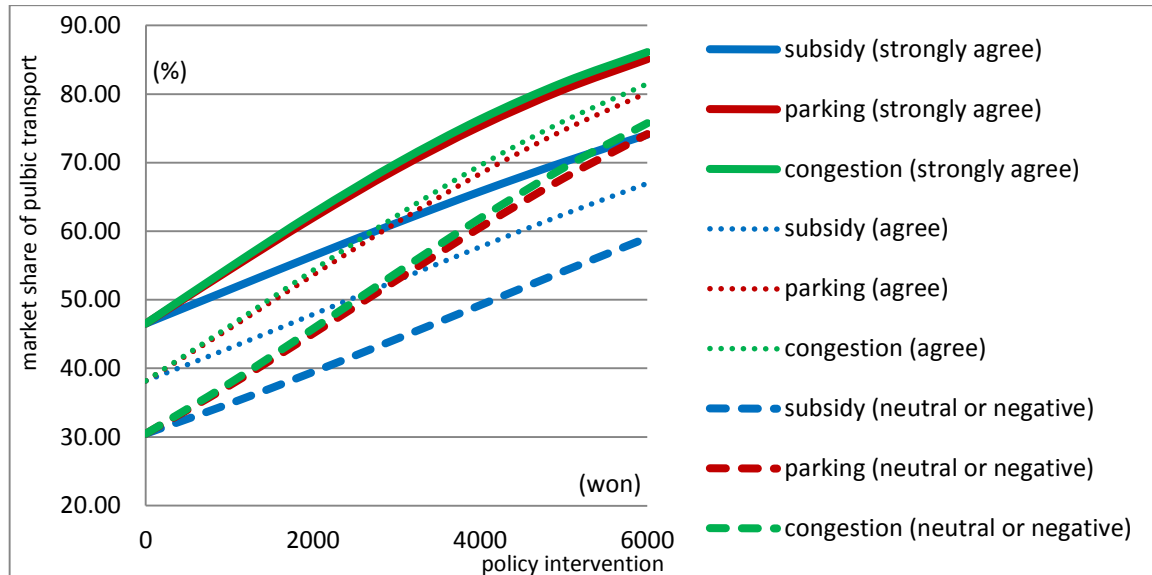 90.00
80.00
70.00
60.00
50.00
40.00
30.00
20.00
market share of pulbic transport
(%)
(won)
0
2000
4000
6000
policy intervention
subsidy (strongly agree)
parking (strongly agree)
congestion (strongly agree)
subsidy (agree)
parking (agree)
congestion (agree)
subsidy (neutral or negative)
parking (neutral or negative)
congestion (neutral or negative)